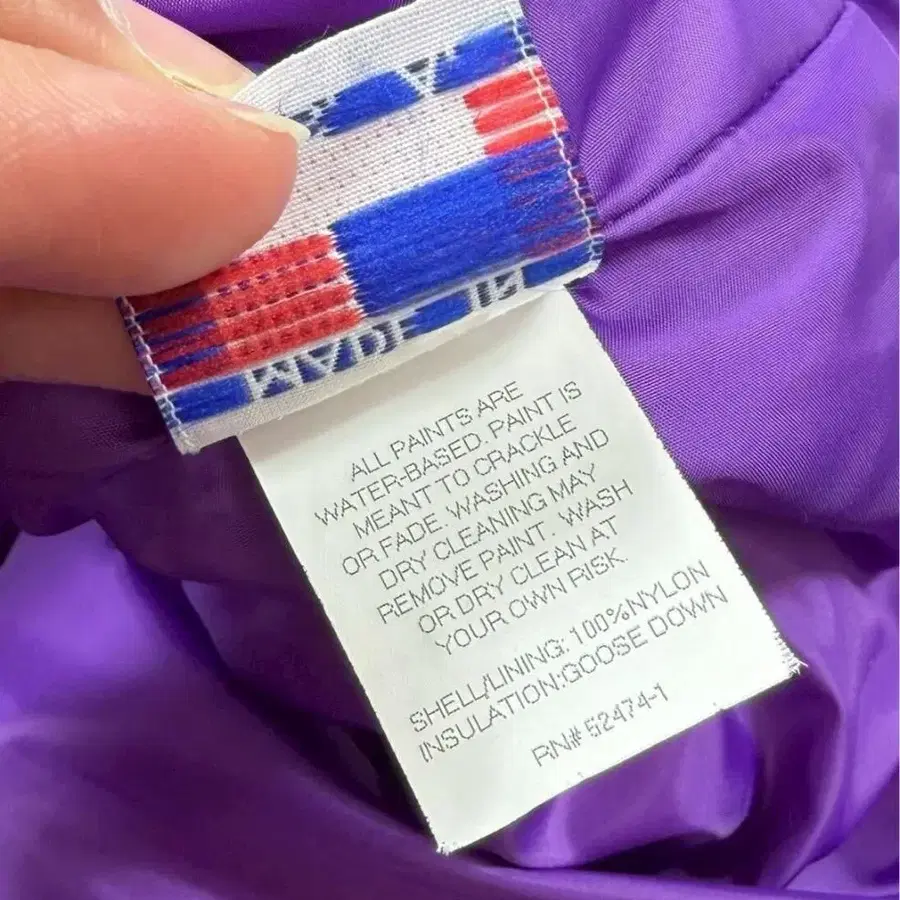 ALL PAINTS ARE
WATER-BASED. PAINT IS
MEANT TO CRACKLE
OR FADE. WASHING AND
DRY CLEANING MAY
REMOVE PAINT. WASH
OR DRY CLEAN AT
YOUR OWN RISK.
SHELL/LINING: 100%NYLON
INSULATION:GOOSE DOWN
RN# 52474-1